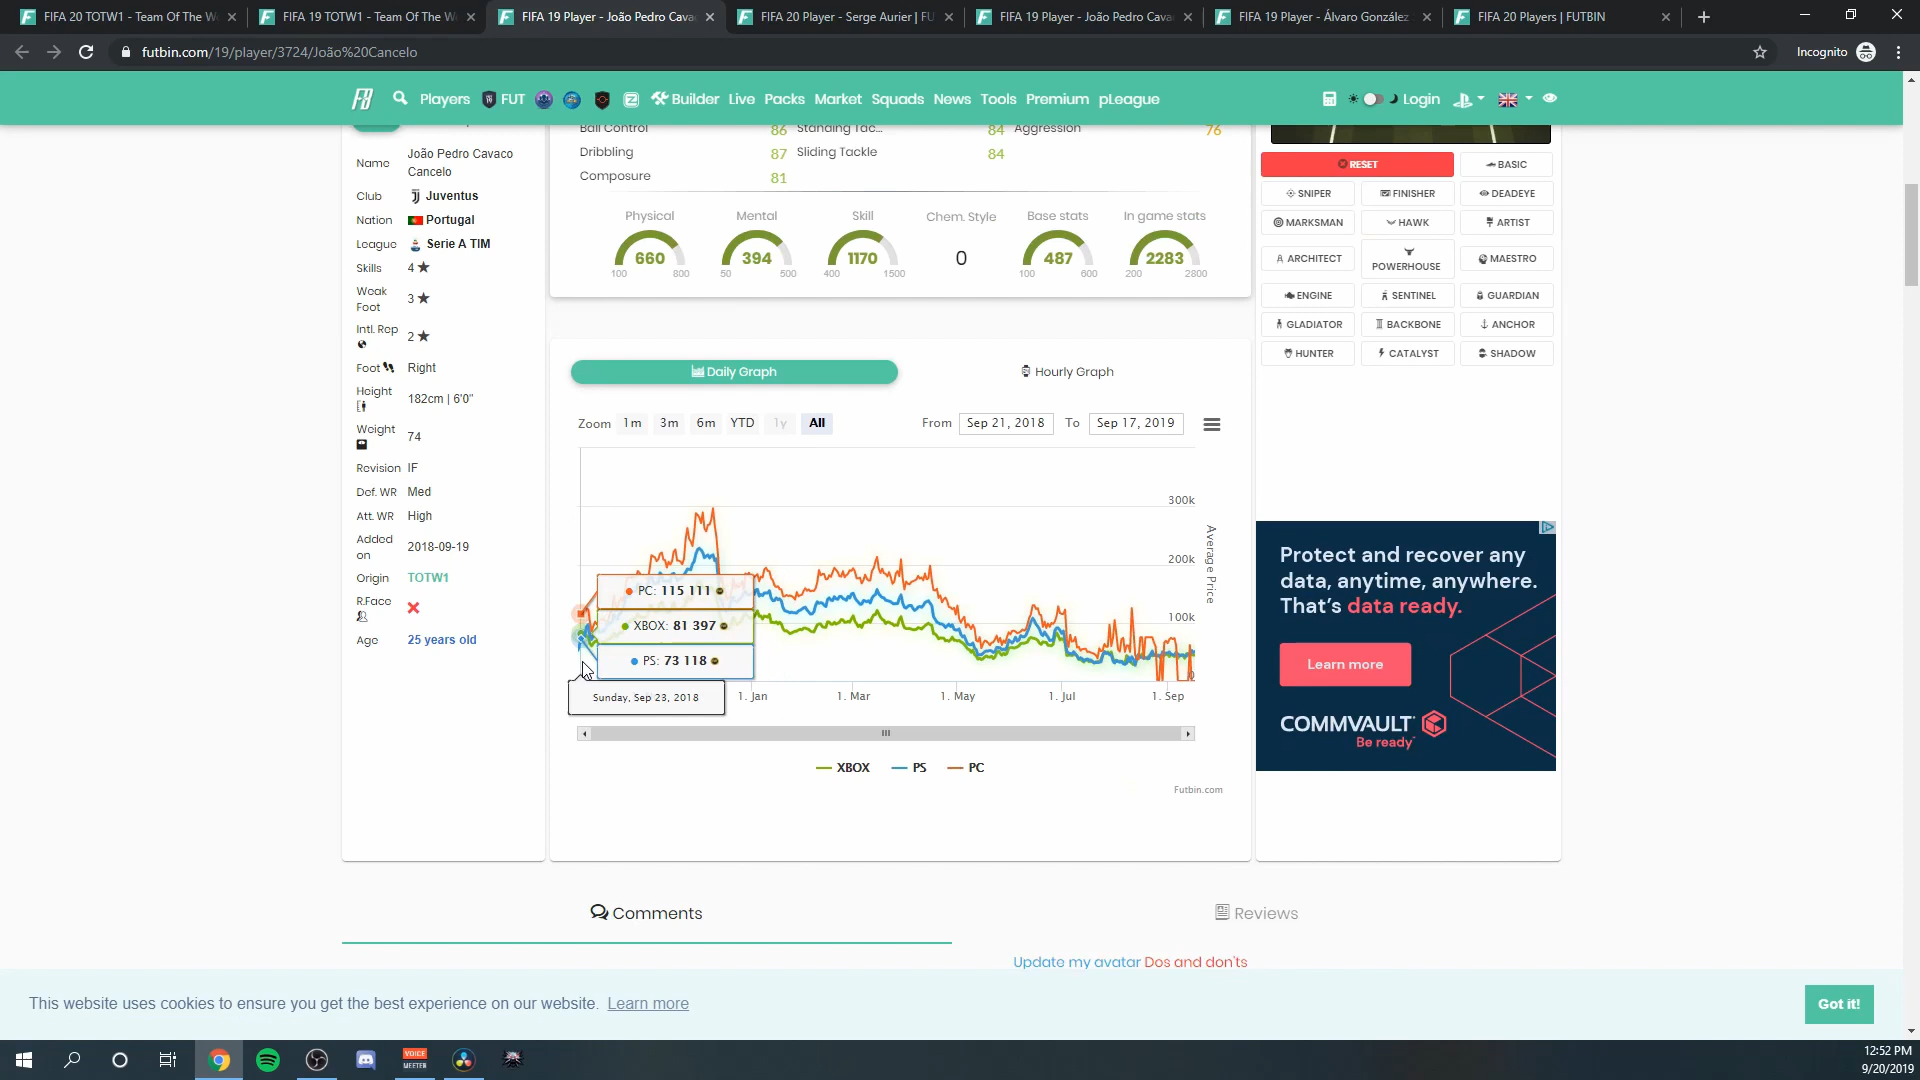 FIFA 20 TOTW1 - Team Of The W
FIFA 19 TOTW1 - Team Of The W
FIFA 19 Player - João Pedro Cava
FIFA 20 Player - Serge Aurier | FU
FIFA 19 Player - João Pedro Cava
FIFA 19 Player - Álvaro González
FIFA 20 Players | FUTBIN
futbin.com/19/player/3724/João%20Cancelo
Incognito
FB Players FUT Builder Live Packs Market Squads News Tools Premium pLeague Login
Ball Control 86 Standing Tac... 84 Aggression 76
Dribbling 87 Sliding Tackle 84
Composure 81
Name João Pedro Cavaco Cancelo
Club Juventus
Nation Portugal
League Serie A TIM
Skills 4★
Weak Foot 3★
Intl. Rep 2★
Foot Right
Height 182cm | 6'0"
Weight 74
Revision IF
Def. WR Med
Att. WR High
Added on 2018-09-19
Origin TOTW1
R.Face
Age 25 years old
Physical Mental Skill Chem. Style Base stats In game stats
660 394 1170 0 487 2283
100 800 50 500 400 1500 100 600 200 2800
Daily Graph Hourly Graph
Zoom 1m 3m 6m YTD 1y All From Sep 21, 2018 To Sep 17, 2019
300k
200k
100k
0
Average Price
PC: 115 111
XBOX: 81 397
PS: 73 118
Sunday, Sep 23, 2018
1. Jan 1. Mar 1. May 1. Jul 1. Sep
XBOX PS PC
Futbin.com
RESET BASIC
SNIPER FINISHER DEADEYE
MARKSMAN HAWK ARTIST
ARCHITECT POWERHOUSE MAESTRO
ENGINE SENTINEL GUARDIAN
GLADIATOR BACKBONE ANCHOR
HUNTER CATALYST SHADOW
Protect and recover any
data, anytime, anywhere.
That's data ready.
Learn more
COMMVAULT
Be ready
Comments Reviews
Update my avatar Dos and don'ts
This website uses cookies to ensure you get the best experience on our website. Learn more
Got it!
VOICE
MEETER
12:52 PM
9/20/2019